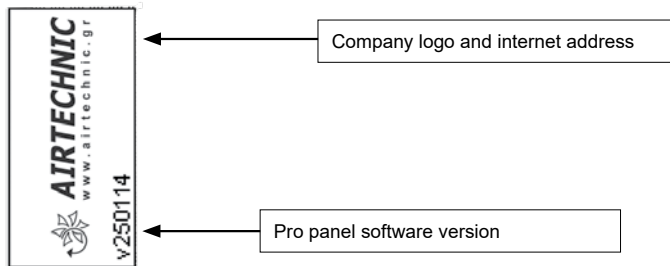 AIRTECHNIC
www.airtechnic.gr
v250114
Company logo and internet address
Pro panel software version